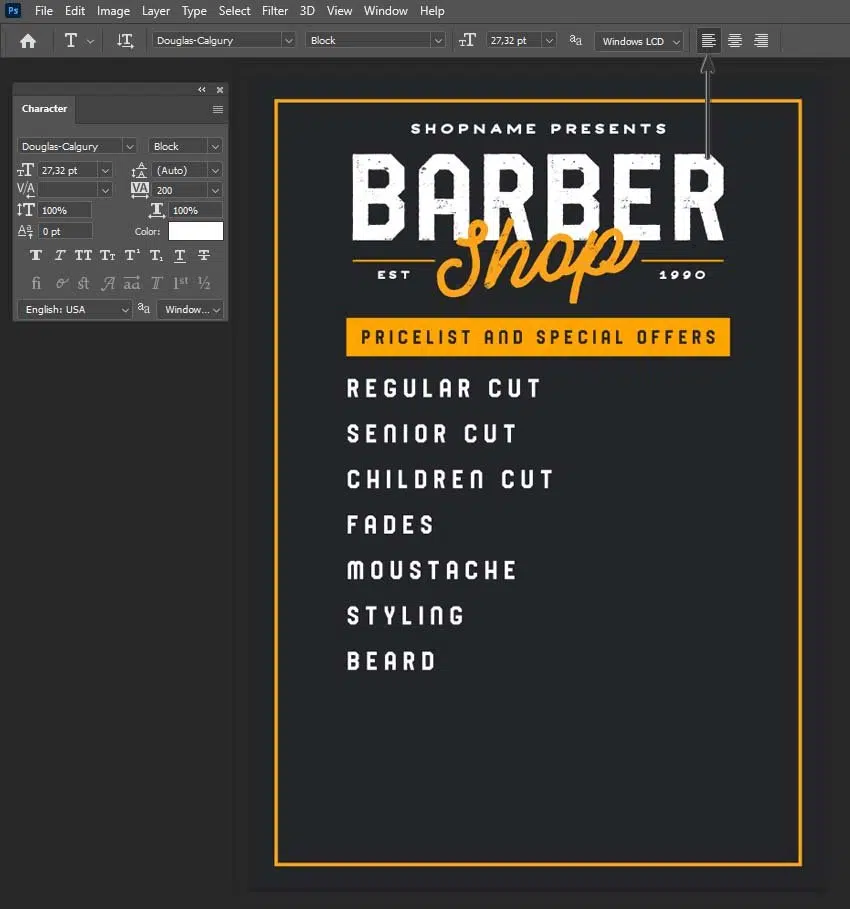 Ps File Edit Image Layer Type Select Filter 3D View Window Help
T Douglas-Calgury Block 27,32 pt aa Windows LCD
Character
Douglas-Calgury Block
27,32 pt (Auto)
V/A VA 200
100% 100%
0 pt Color:
T T TT Tt T¹ T₁ T T
fi st A aa T 1st ½
English: USA aa Window...
SHOPNAME PRESENTS
BARBER
Shop
EST 1990
PRICELIST AND SPECIAL OFFERS
REGULAR CUT
SENIOR CUT
CHILDREN CUT
FADES
MOUSTACHE
STYLING
BEARD